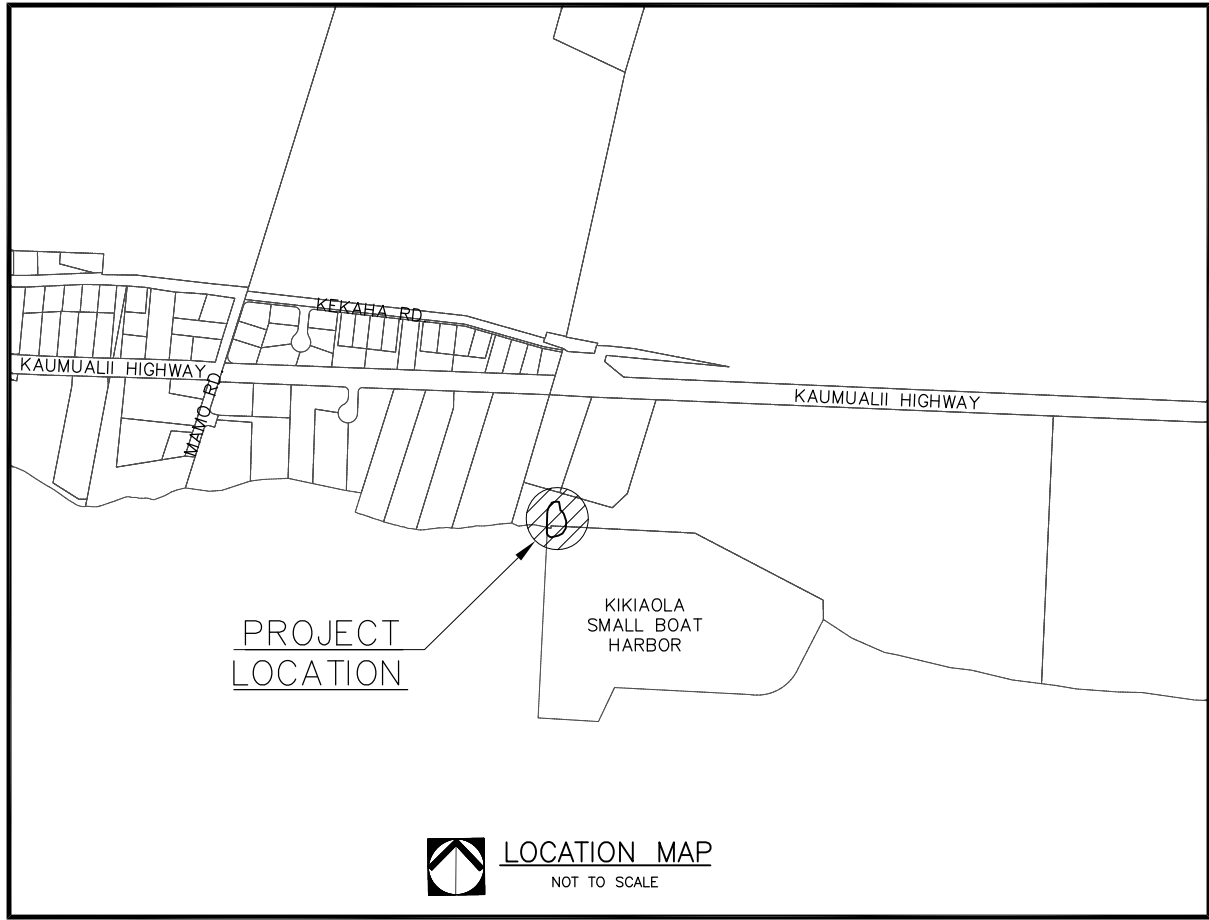 KEKAHA RD
KAUMUALII HIGHWAY
MAMO RD
KAUMUALII HIGHWAY
KIKIAOLA
SMALL BOAT
HARBOR
PROJECT
LOCATION
LOCATION MAP
NOT TO SCALE